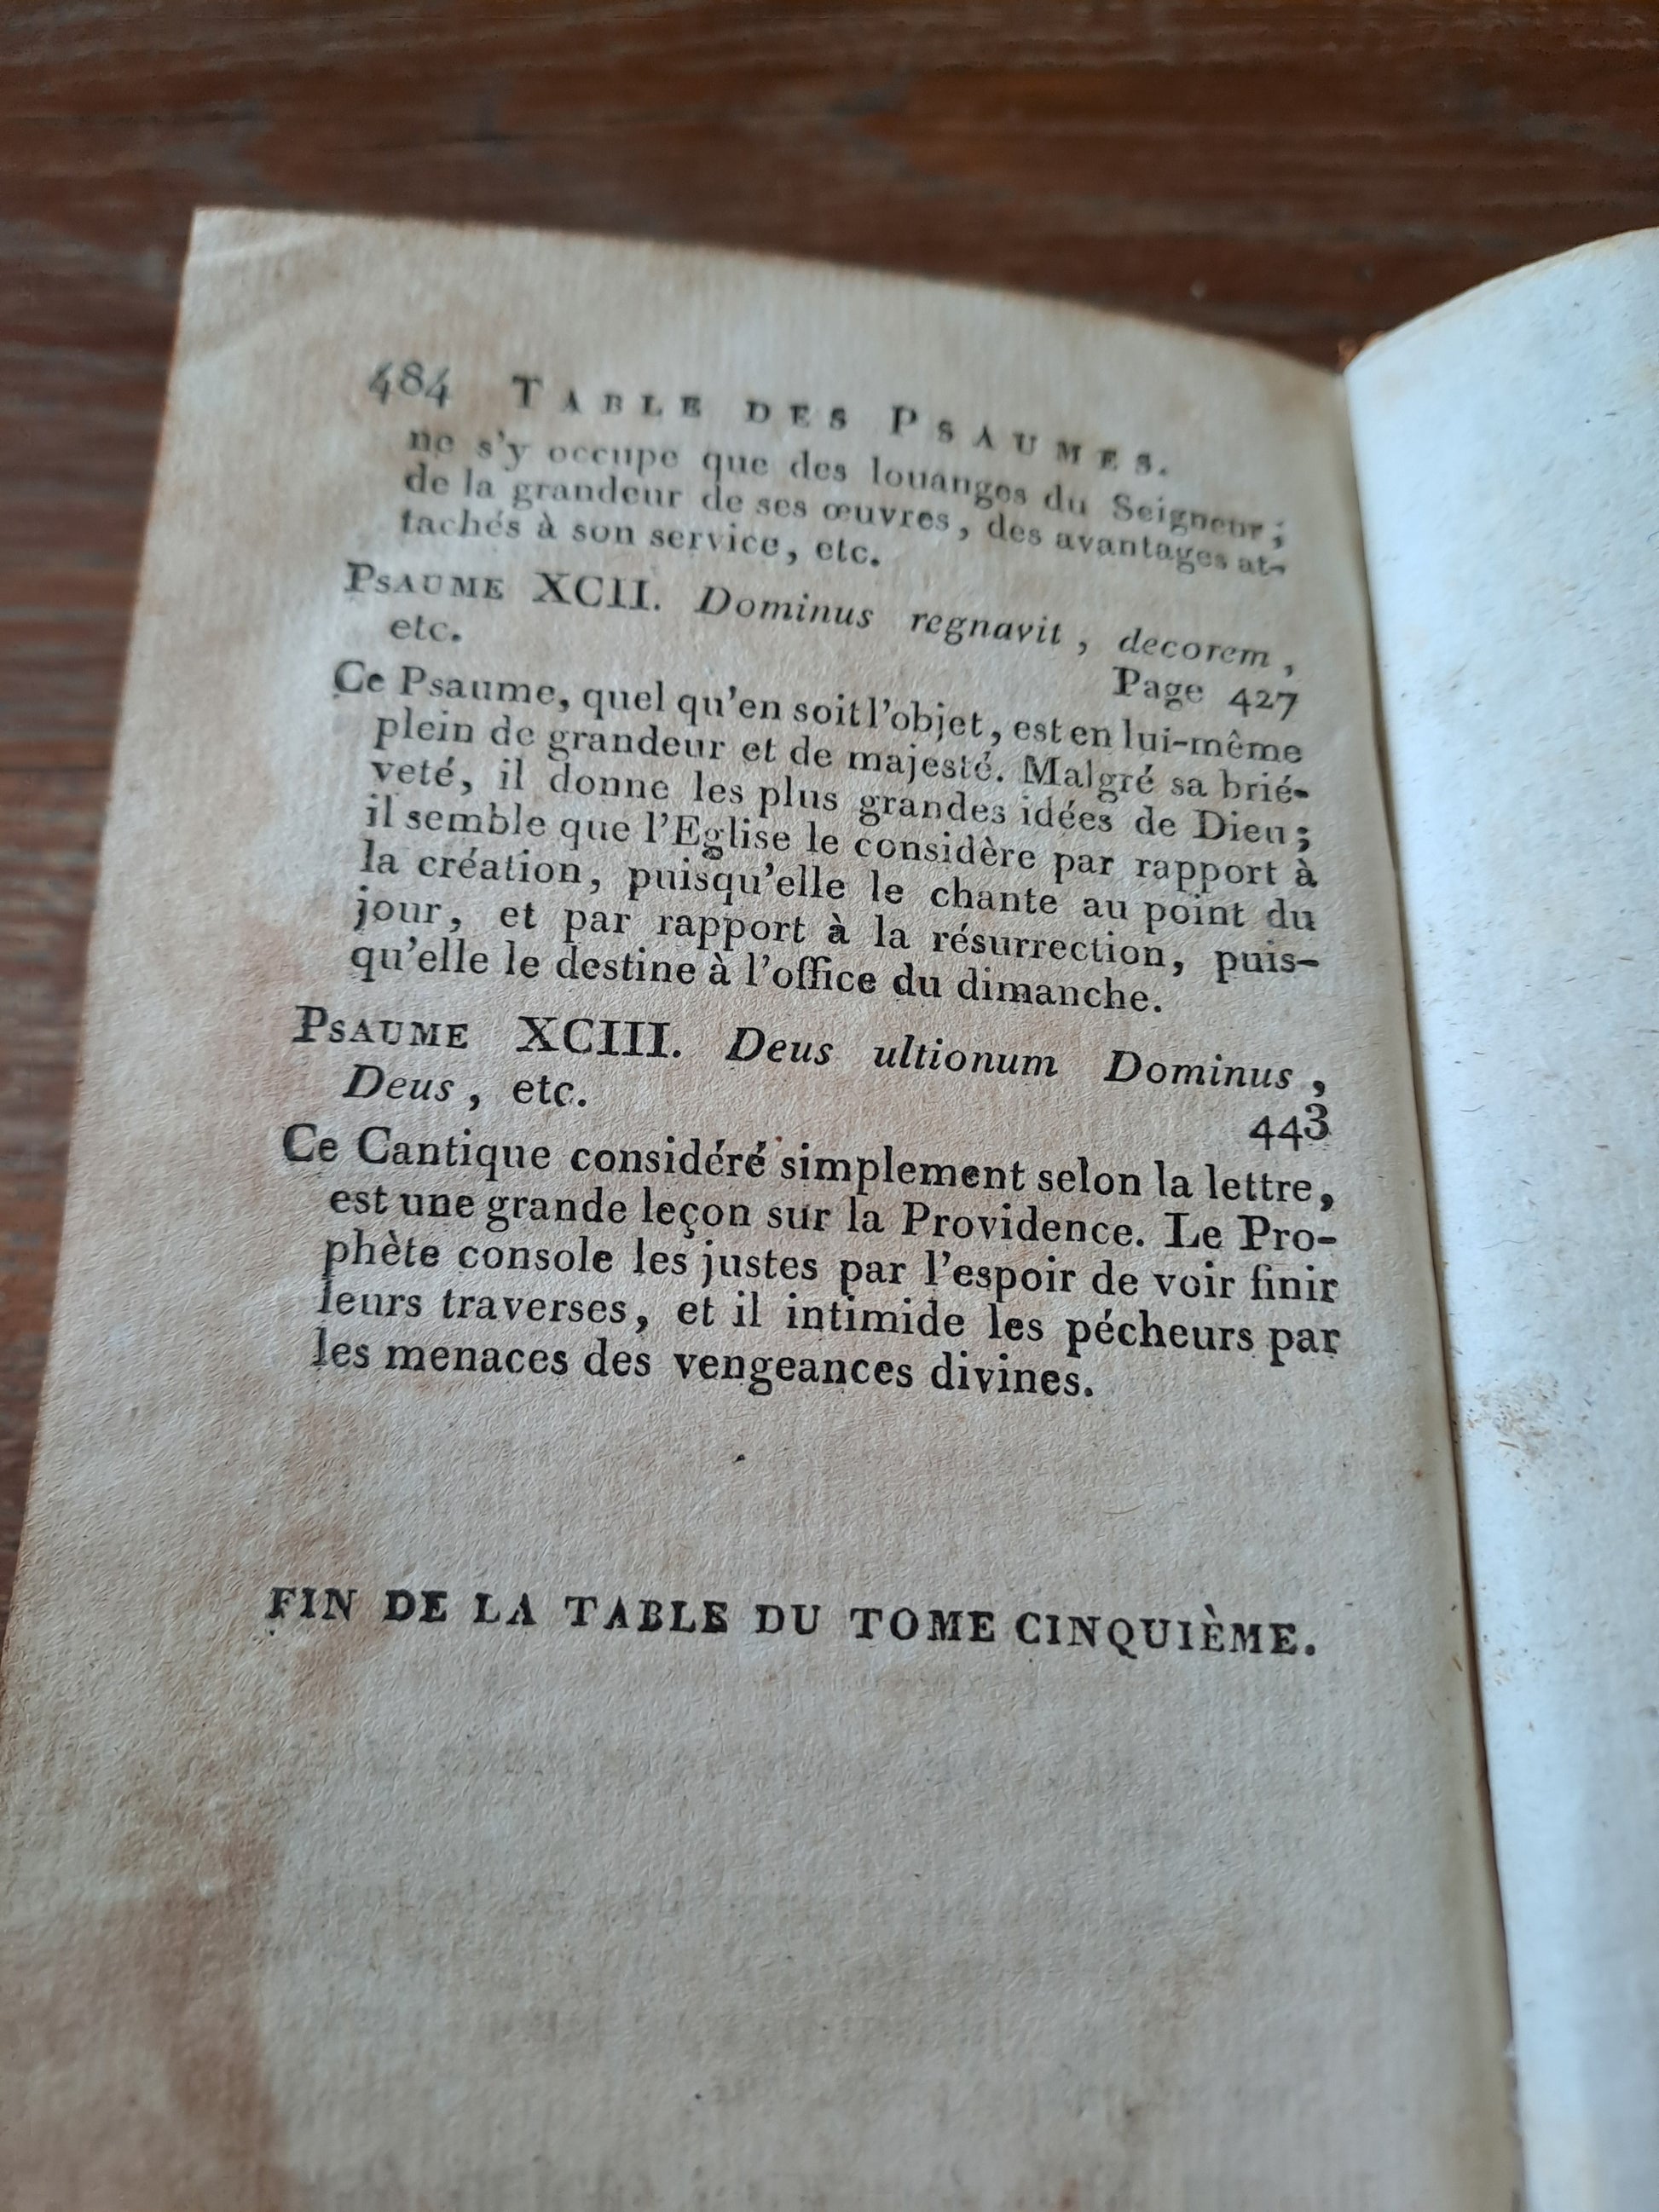 484 TABLE DES PSAUMES.
ne s'y occupe que des louanges du Seigneur;
de la grandeur de ses œuvres, des avantages at-
tachés à son service, etc.
PSAUME XCII. Dominus regnavit, decorem,
etc. Page 427
Ce Psaume, quel qu'en soit l'objet, est en lui-même
plein de grandeur et de majesté. Malgré sa brié-
veté, il donne les plus grandes idées de Dieu;
il semble que l'Eglise le considère par rapport à
la création, puisqu'elle le chante au point du
jour, et par rapport à la résurrection, puis-
qu'elle le destine à l'office du dimanche.
PSAUME XCIII. Deus ultionum Dominus,
Deus, etc. 443
Ce Cantique considéré simplement selon la lettre,
est une grande leçon sur la Providence. Le Pro-
phète console les justes par l'espoir de voir finir
leurs traverses, et il intimide les pécheurs par
les menaces des vengeances divines.
FIN DE LA TABLE DU TOME CINQUIÈME.